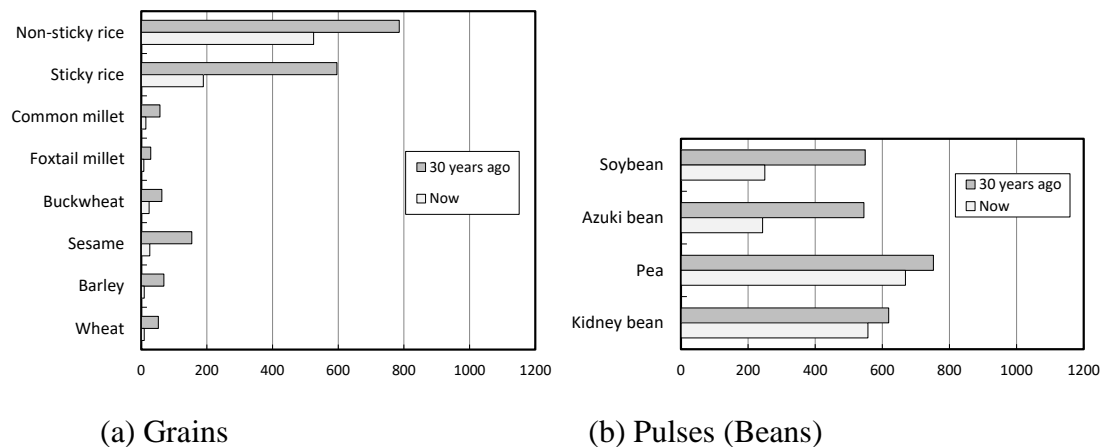 Non-sticky rice
Sticky rice
Common millet
Foxtail millet
Buckwheat
Sesame
Barley
Wheat
30 years ago
Now
0 200 400 600 800 1000 1200
(a) Grains
Soybean
Azuki bean
Pea
Kidney bean
30 years ago
Now
0 200 400 600 800 1000 1200
(b) Pulses (Beans)